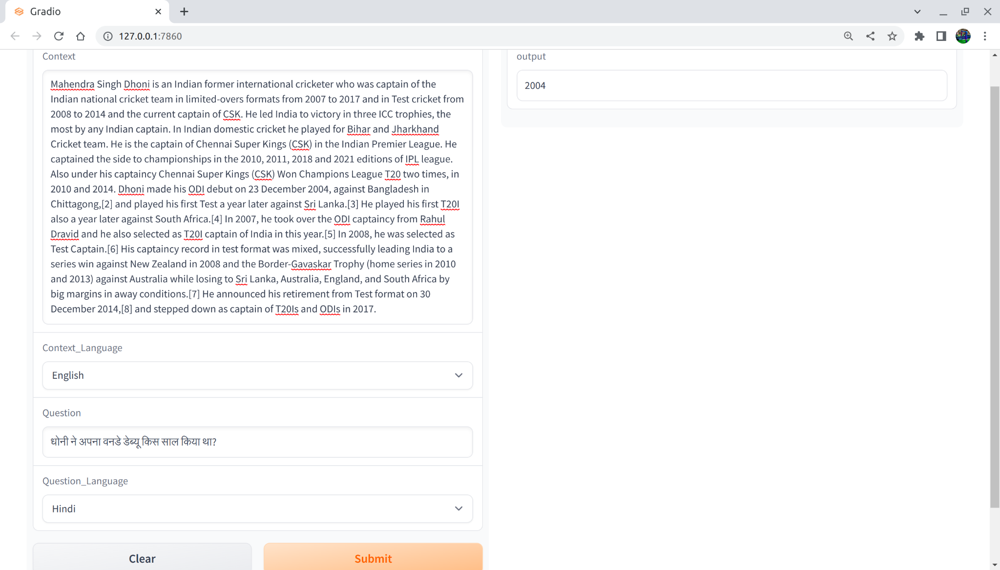 Gradio
127.0.0.1:7860
Context
Mahendra Singh Dhoni is an Indian former international cricketer who was captain of the
Indian national cricket team in limited-overs formats from 2007 to 2017 and in Test cricket from
2008 to 2014 and the current captain of CSK. He led India to victory in three ICC trophies, the
most by any Indian captain. In Indian domestic cricket he played for Bihar and Jharkhand
Cricket team. He is the captain of Chennai Super Kings (CSK) in the Indian Premier League. He
captained the side to championships in the 2010, 2011, 2018 and 2021 editions of IPL league.
Also under his captaincy Chennai Super Kings (CSK) Won Champions League T20 two times, in
2010 and 2014. Dhoni made his ODI debut on 23 December 2004, against Bangladesh in
Chittagong,[2] and played his first Test a year later against Sri Lanka.[3] He played his first T20I
also a year later against South Africa.[4] In 2007, he took over the ODI captaincy from Rahul
Dravid and he also selected as T20I captain of India in this year.[5] In 2008, he was selected as
Test Captain.[6] His captaincy record in test format was mixed, successfully leading India to a
series win against New Zealand in 2008 and the Border-Gavaskar Trophy (home series in 2010
and 2013) against Australia while losing to Sri Lanka, Australia, England, and South Africa by
big margins in away conditions.[7] He announced his retirement from Test format on 30
December 2014,[8] and stepped down as captain of T20Is and ODIs in 2017.
Context_Language
English
Question
धोनी ने अपना वनडे डेब्यू किस साल किया था?
Question_Language
Hindi
Clear
Submit
output
2004